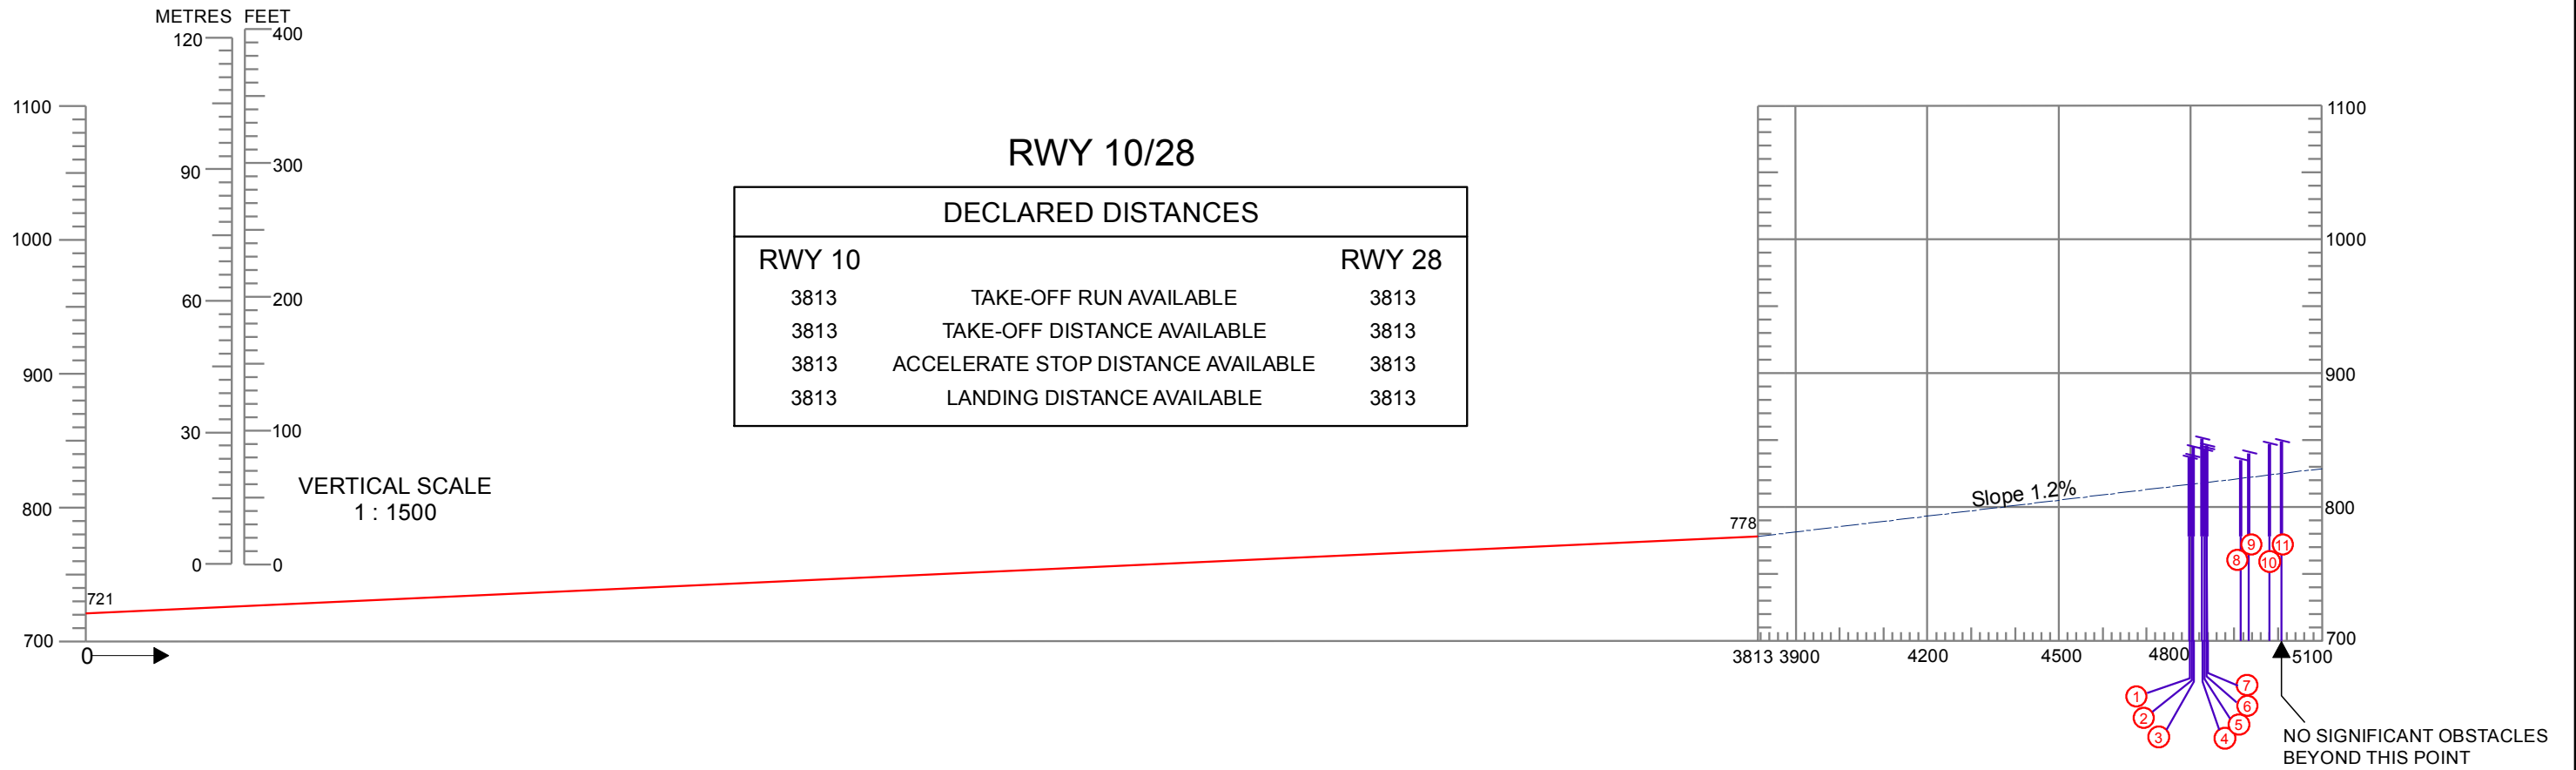 METRES FEET
120
400
1100
1100
RWY 10/28
90
300
DECLARED DISTANCES
1000
1000
RWY 10 RWY 28
60
200
3813 TAKE-OFF RUN AVAILABLE 3813
3813 TAKE-OFF DISTANCE AVAILABLE 3813
3813 ACCELERATE STOP DISTANCE AVAILABLE 3813
900
900
3813 LANDING DISTANCE AVAILABLE 3813
30
100
VERTICAL SCALE
1 : 1500
Slope 1.2%
800
800
778
0
0
721
8
9
10
11
700
700
0
3813 3900 4200 4500 4800 5100
1
2
3
4
5
6
7
NO SIGNIFICANT OBSTACLES
BEYOND THIS POINT